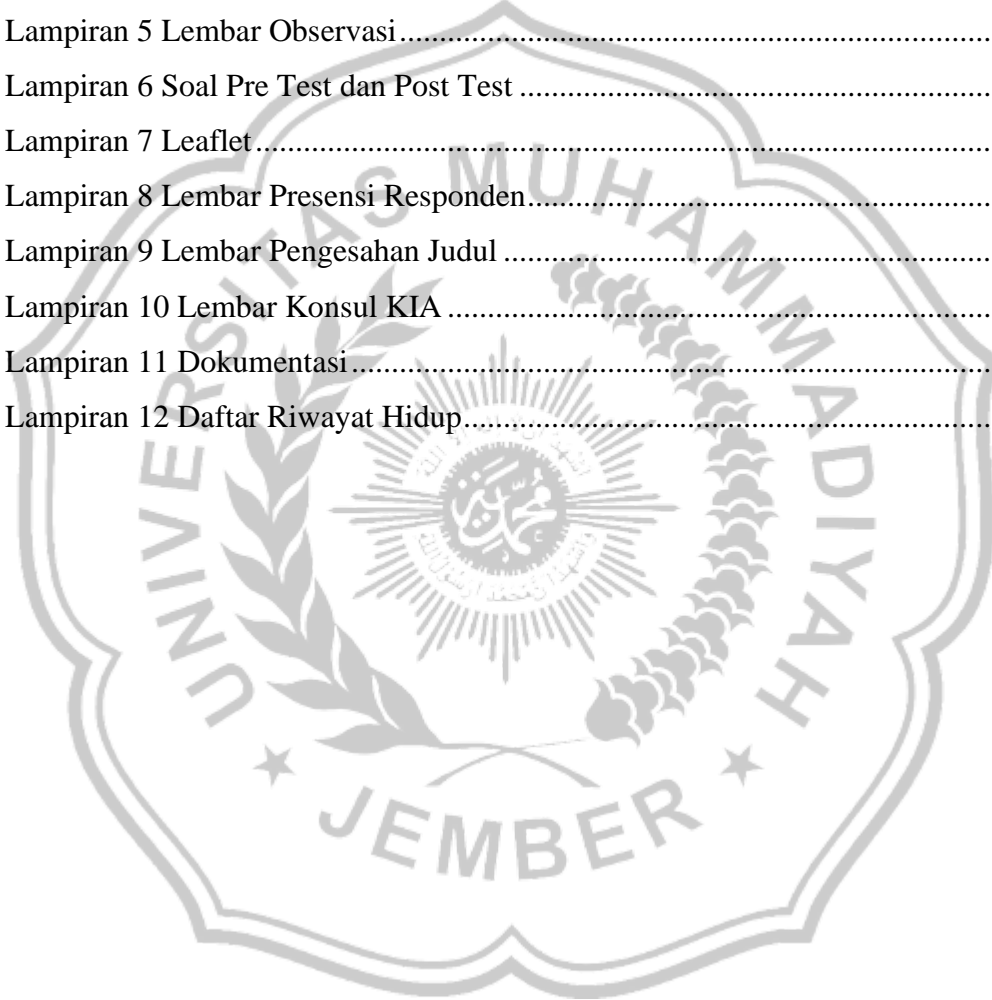 Lampiran 5 Lembar Observasi....................................................................................
Lampiran 6 Soal Pre Test dan Post Test ...........................................................
Lampiran 7 Leaflet.............................................................................................
Lampiran 8 Lembar Presensi Responden..........................................................
Lampiran 9 Lembar Pengesahan Judul .............................................................
Lampiran 10 Lembar Konsul KIA ....................................................................
Lampiran 11 Dokumentasi................................................................................
Lampiran 12 Daftar Riwayat Hidup..................................................................
UNIVERSITAS MUHAMMADIYAH
JEMBER